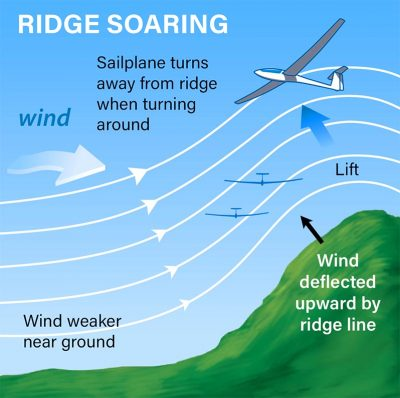 RIDGE SOARING
Sailplane turns
away from ridge
when turning
around
wind
Lift
Wind
deflected
upward by
ridge line
Wind weaker
near ground